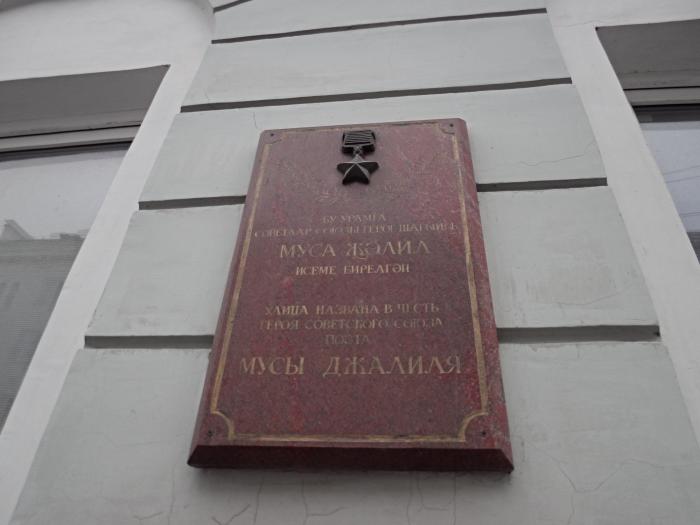 БУ УРАМГА
СОВЕТЛАР СОЮЗЫ ГЕРОЕ ШАГЫЙРЬ
МУСА ҖӘЛИЛ
ИСЕМЕ БИРЕЛГӘН
УЛИЦА НАЗВАНА В ЧЕСТЬ
ГЕРОЯ СОВЕТСКОГО СОЮЗА
ПОЭТА
МУСЫ ДЖАЛИЛЯ